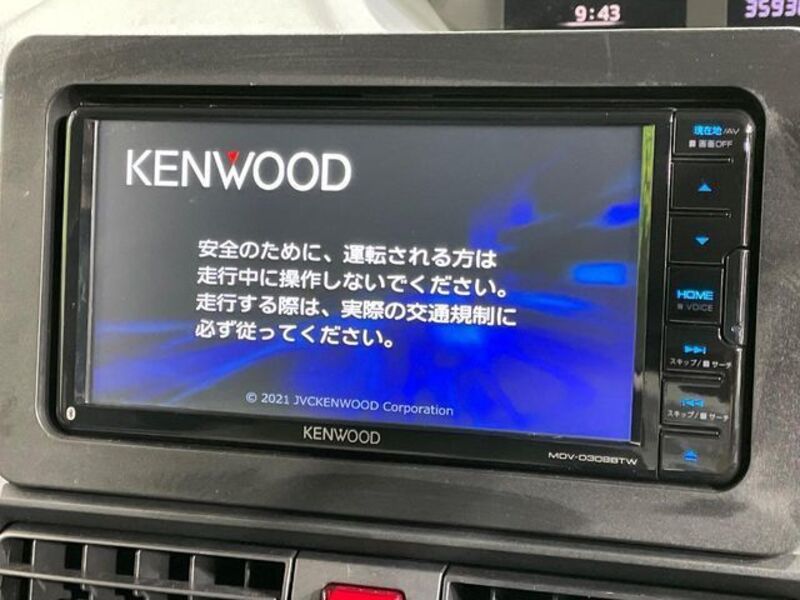 9:43
3593
KENWOOD
安全のために、運転される方は
走行中に操作しないでください。
走行する際は、実際の交通規制に
必ず従ってください。
© 2021 JVCKENWOOD Corporation
KENWOOD
MDV-D309BTW
現在地/AV
■ 画面OFF
HOME
■ VOICE
スキップ/■ サーチ
スキップ/■ サーチ